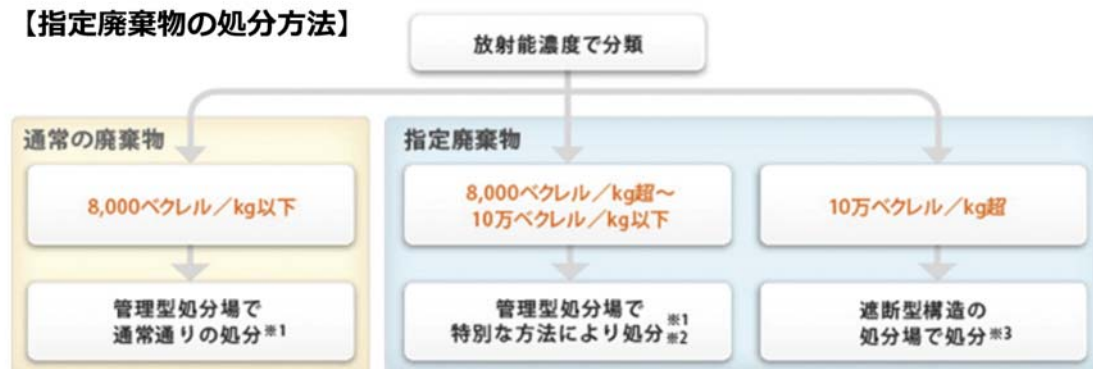 【指定廃棄物の処分方法】
放射能濃度で分類
通常の廃棄物
8,000ベクレル／kg以下
管理型処分場で
通常通りの処分※1
指定廃棄物
8,000ベクレル／kg超～
10万ベクレル／kg以下
管理型処分場で
特別な方法により処分※1
※2
10万ベクレル／kg超
遮断型構造の
処分場で処分※3